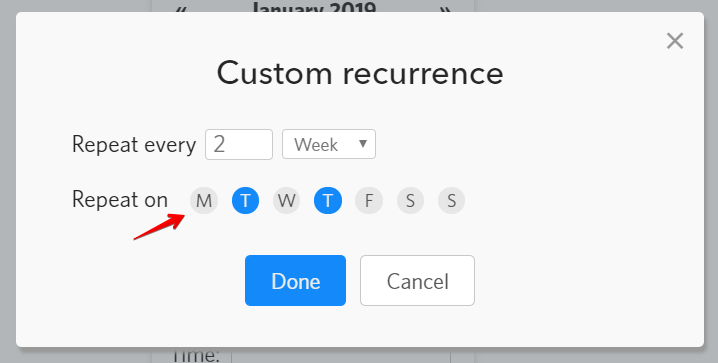 « January 2019 »
×
Custom recurrence
Repeat every 2 Week
Repeat on M T W T F S S
Done Cancel
Time: